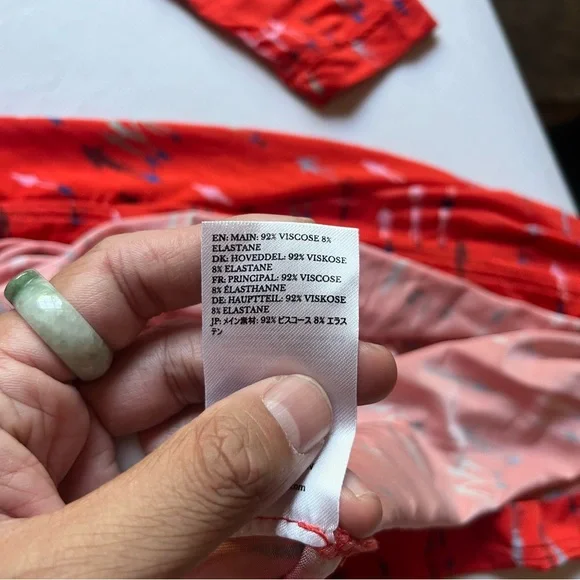 EN: MAIN: 92% VISCOSE 8%
ELASTANE
DK: HOVEDDEL: 92% VISKOSE
8% ELASTANE
FR: PRINCIPAL: 92% VISCOSE
8% ÉLASTHANNE
DE: HAUPTTEIL: 92% VISKOSE
8% ELASTANE
JP: メイン素材: 92% ビスコース 8% エラス
テン